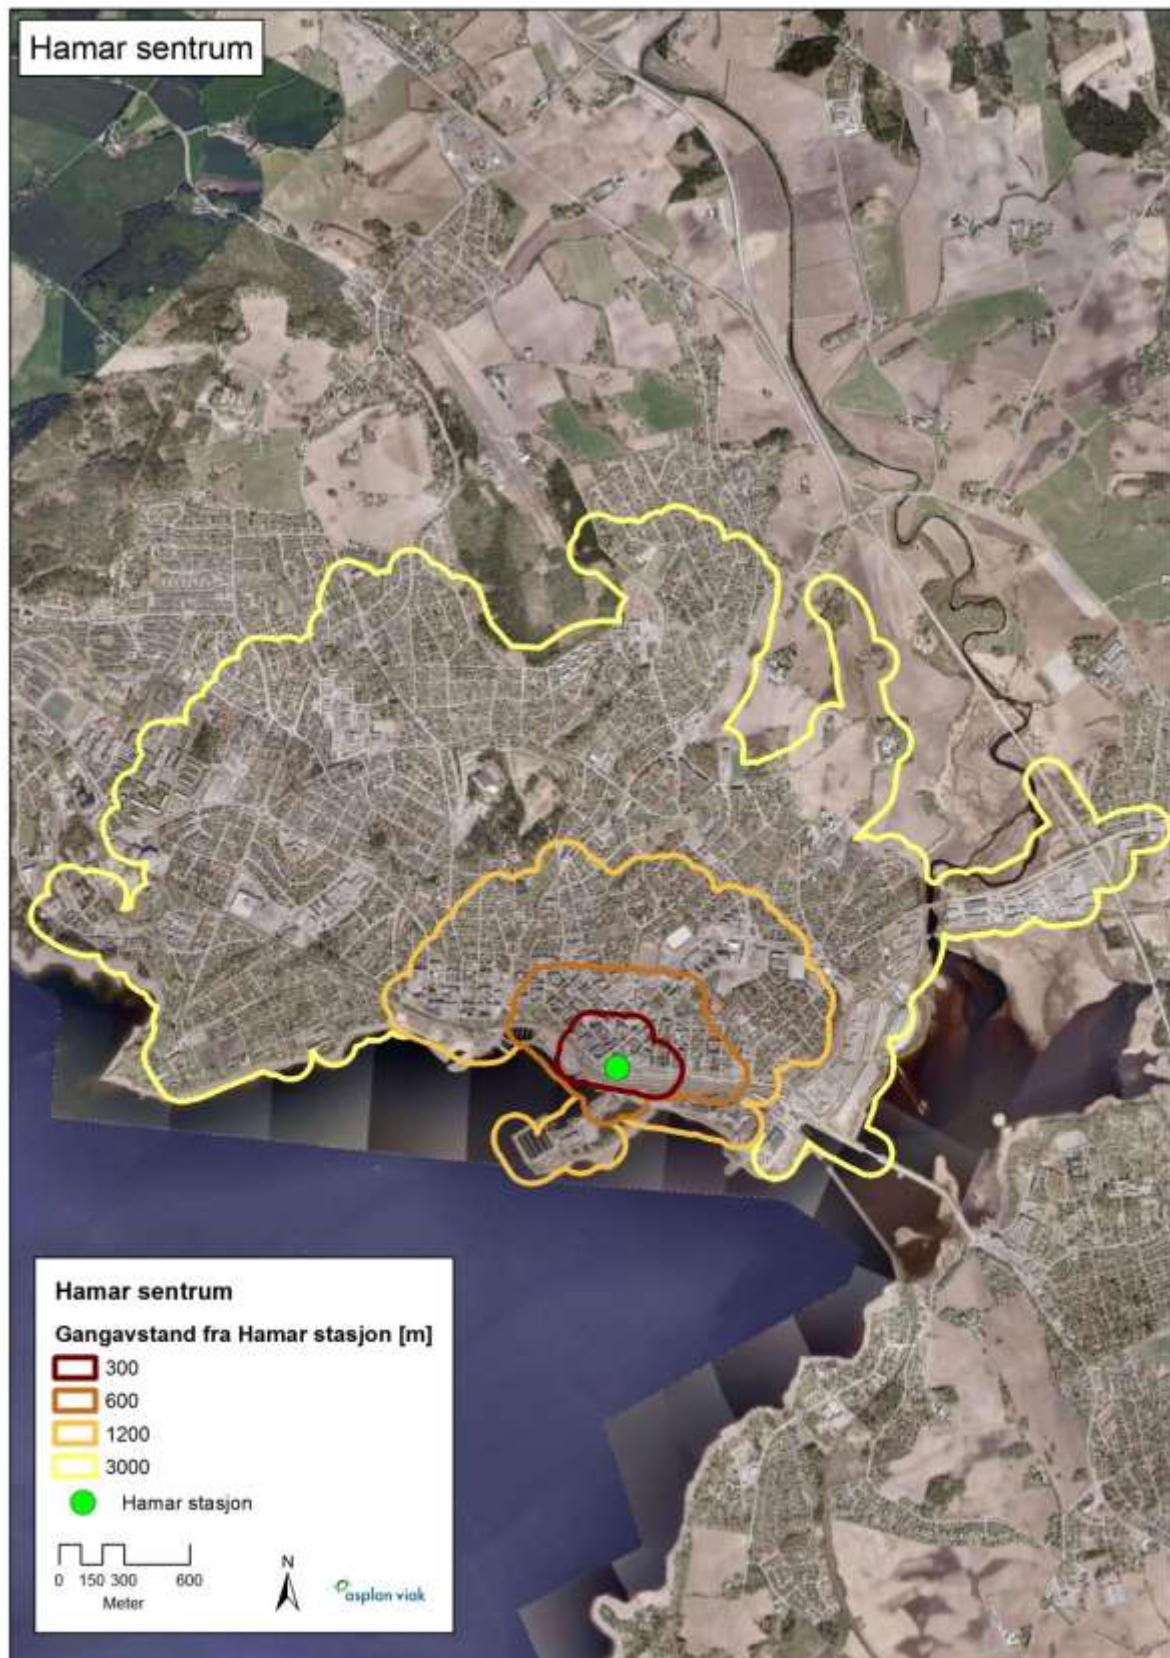 Hamar sentrum
Hamar sentrum
Gangavstand fra Hamar stasjon [m]
300
600
1200
3000
Hamar stasjon
0 150 300 600
Meter
N
asplan viak